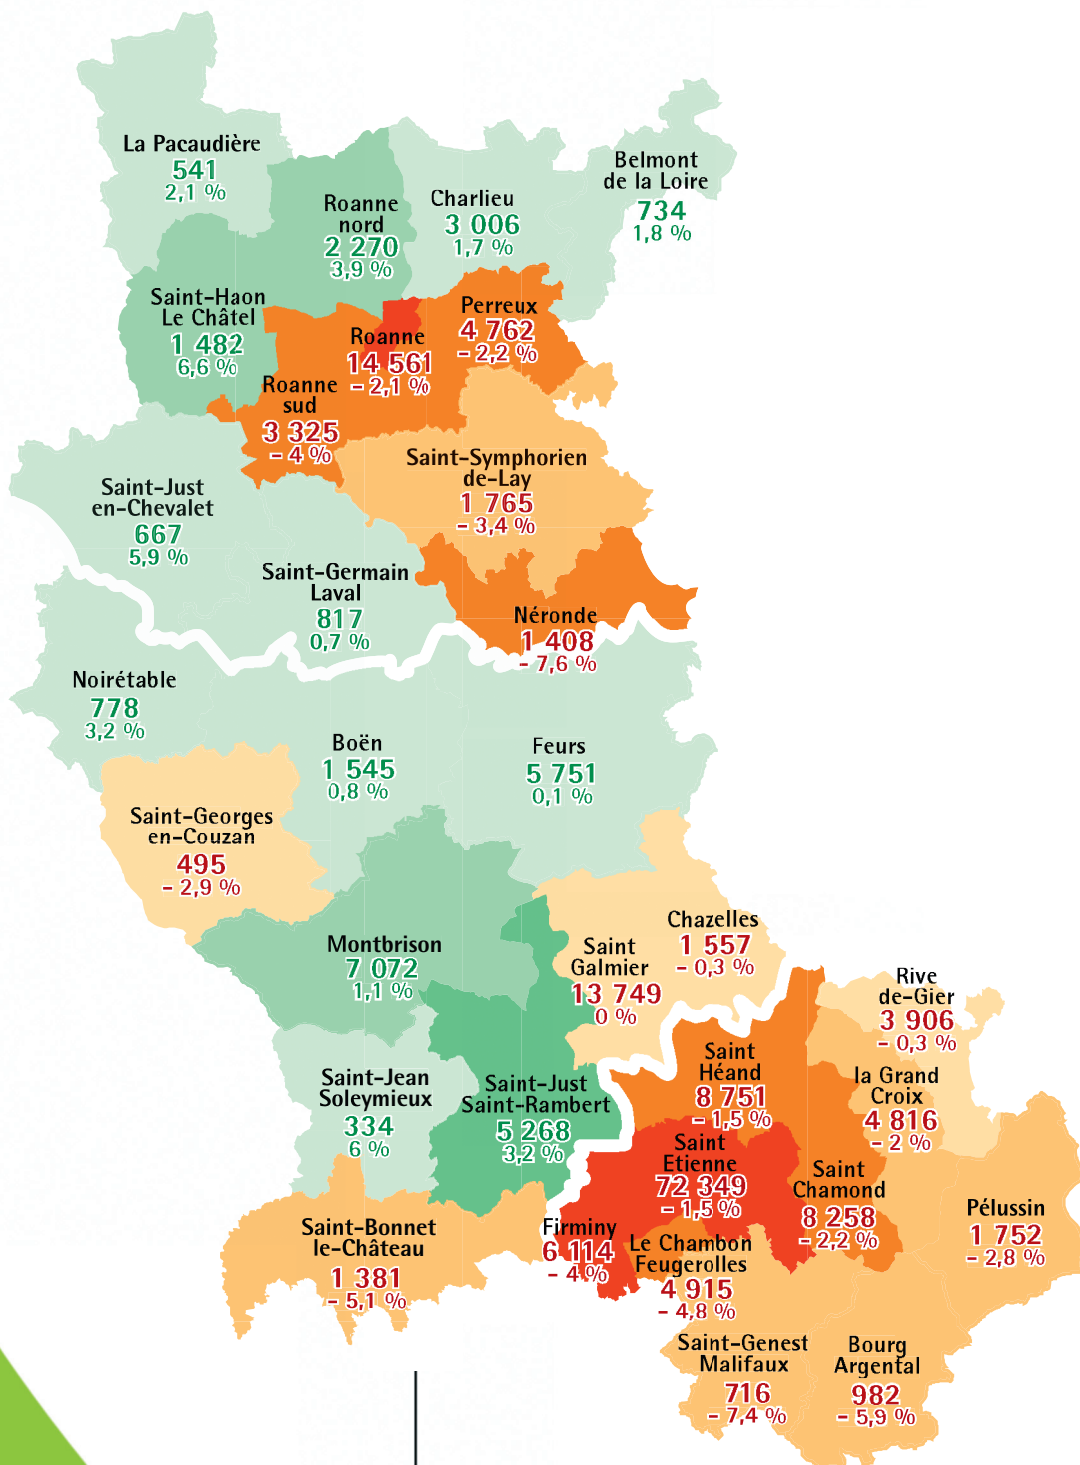 La Pacaudière
541
2,1 %
Roanne
nord
2 270
3,9 %
Charlieu
3 006
1,7 %
Belmont
de la Loire
734
1,8 %
Saint-Haon
Le Châtel
1 482
6,6 %
Roanne
14 561
– 2,1 %
Perreux
4 762
– 2,2 %
Roanne
sud
3 325
– 4 %
Saint-Symphorien
de-Lay
1 765
– 3,4 %
Saint-Just
en-Chevalet
667
5,9 %
Saint-Germain
Laval
817
0,7 %
Néronde
1 408
– 7,6 %
Noirétable
778
3,2 %
Boën
1 545
0,8 %
Feurs
5 751
0,1 %
Saint-Georges
en-Couzan
495
– 2,9 %
Montbrison
7 072
1,1 %
Saint
Galmier
13 749
0 %
Chazelles
1 557
– 0,3 %
Rive
de-Gier
3 906
– 0,3 %
Saint-Jean
Soleymieux
334
6 %
Saint-Just
Saint-Rambert
5 268
3,2 %
Saint
Héand
8 751
– 1,5 %
la Grand
Croix
4 816
– 2 %
Saint
Etienne
72 349
– 1,5 %
Saint
Chamond
8 258
– 2,2 %
Pélussin
1 752
– 2,8 %
Saint-Bonnet
le-Château
1 381
– 5,1 %
Firminy
6 114
– 4 %
Le Chambon
Feugerolles
4 915
– 4,8 %
Saint-Genest
Malifaux
716
– 7,4 %
Bourg
Argental
982
– 5,9 %